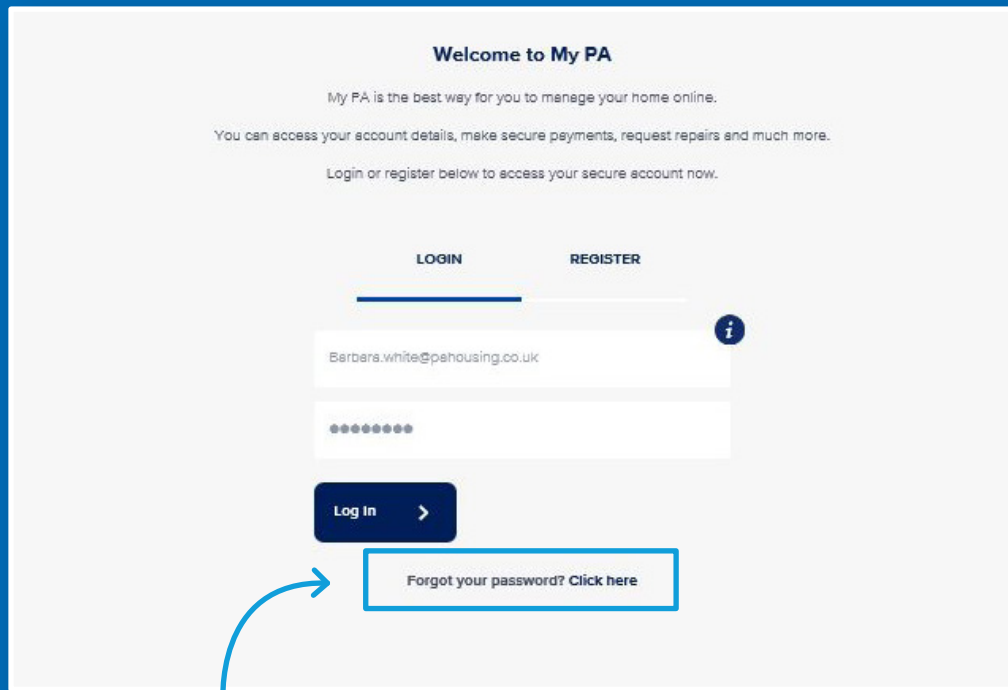 Welcome to My PA
My PA is the best way for you to manage your home online.
You can access your account details, make secure payments, request repairs and much more.
Login or register below to access your secure account now.
LOGIN REGISTER
i
Barbara.white@pahousing.co.uk
●●●●●●●●
Log In >
Forgot your password? Click here